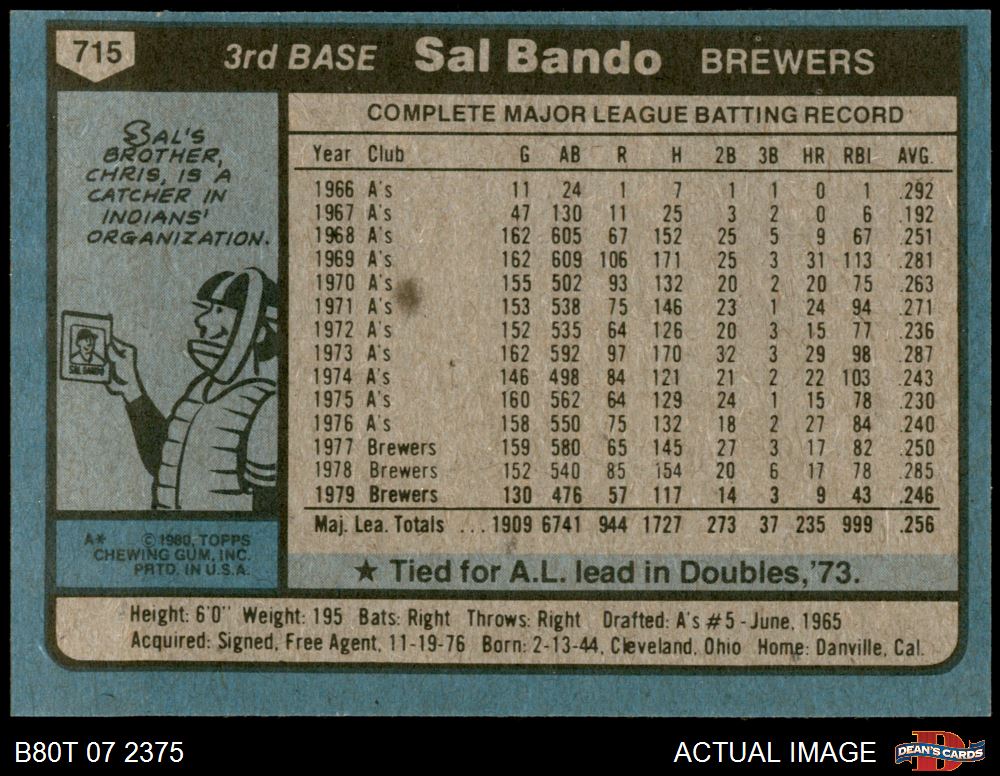 715
3rd BASE Sal Bando BREWERS
SAL'S
BROTHER,
CHRIS, IS A
CATCHER IN
INDIANS'
ORGANIZATION.
SAL BANDO
A* © 1980, TOPPS
CHEWING GUM, INC.
PRTD. IN U.S.A.
COMPLETE MAJOR LEAGUE BATTING RECORD
Year Club G AB R H 2B 3B HR RBI AVG.
1966 A's 11 24 1 7 1 1 0 1 .292
1967 A's 47 130 11 25 3 2 0 6 .192
1968 A's 162 605 67 152 25 5 9 67 .251
1969 A's 162 609 106 171 25 3 31 113 .281
1970 A's 155 502 93 132 20 2 20 75 .263
1971 A's 153 538 75 146 23 1 24 94 .271
1972 A's 152 535 64 126 20 3 15 77 .236
1973 A's 162 592 97 170 32 3 29 98 .287
1974 A's 146 498 84 121 21 2 22 103 .243
1975 A's 160 562 64 129 24 1 15 78 .230
1976 A's 158 550 75 132 18 2 27 84 .240
1977 Brewers 159 580 65 145 27 3 17 82 .250
1978 Brewers 152 540 85 154 20 6 17 78 .285
1979 Brewers 130 476 57 117 14 3 9 43 .246
Maj. Lea. Totals ... 1909 6741 944 1727 273 37 235 999 .256
★ Tied for A.L. lead in Doubles,'73.
Height: 6'0" Weight: 195 Bats: Right Throws: Right Drafted: A's #5 - June, 1965
Acquired: Signed, Free Agent, 11-19-76 Born: 2-13-44, Cleveland, Ohio Home: Danville, Cal.
B80T 07 2375 ACTUAL IMAGE DEAN'S CARDS